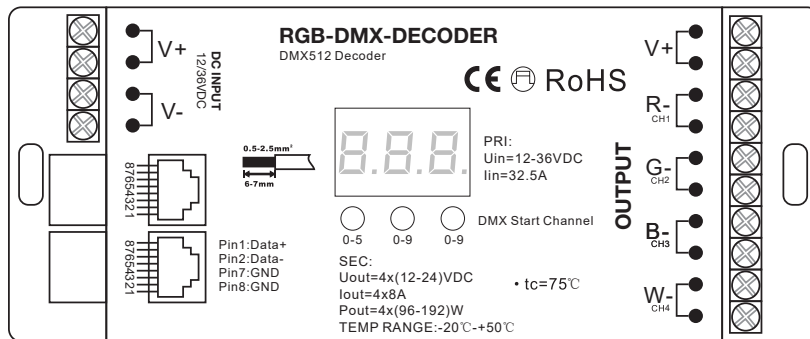 RGB-DMX-DECODER
DMX512 Decoder
CE RoHS
V+
V-
DC INPUT
12/36VDC
0.5-2.5mm²
6-7mm
87654321
87654321
Pin1:Data+
Pin2:Data-
Pin7:GND
Pin8:GND
8.8.8.
PRI:
Uin=12-36VDC
Iin=32.5A
0-5
0-9
0-9
DMX Start Channel
SEC:
Uout=4x(12-24)VDC
Iout=4x8A
Pout=4x(96-192)W
TEMP RANGE:-20℃-+50℃
• tc=75℃
OUTPUT
V+
R-
CH1
G-
CH2
B-
CH3
W-
CH4